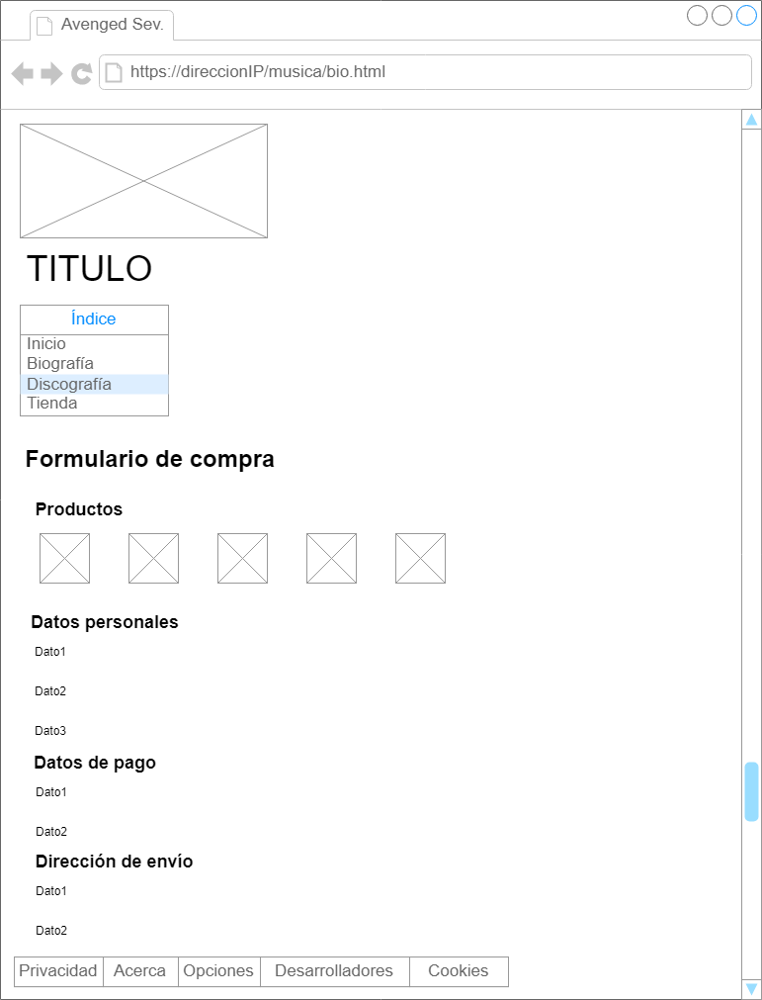 Avenged Sev.
https://direccionIP/musica/bio.html
TITULO
Índice
Inicio
Biografía
Discografía
Tienda
Formulario de compra
Productos
Datos personales
Dato1
Dato2
Dato3
Datos de pago
Dato1
Dato2
Dirección de envío
Dato1
Dato2
Privacidad Acerca Opciones Desarrolladores Cookies